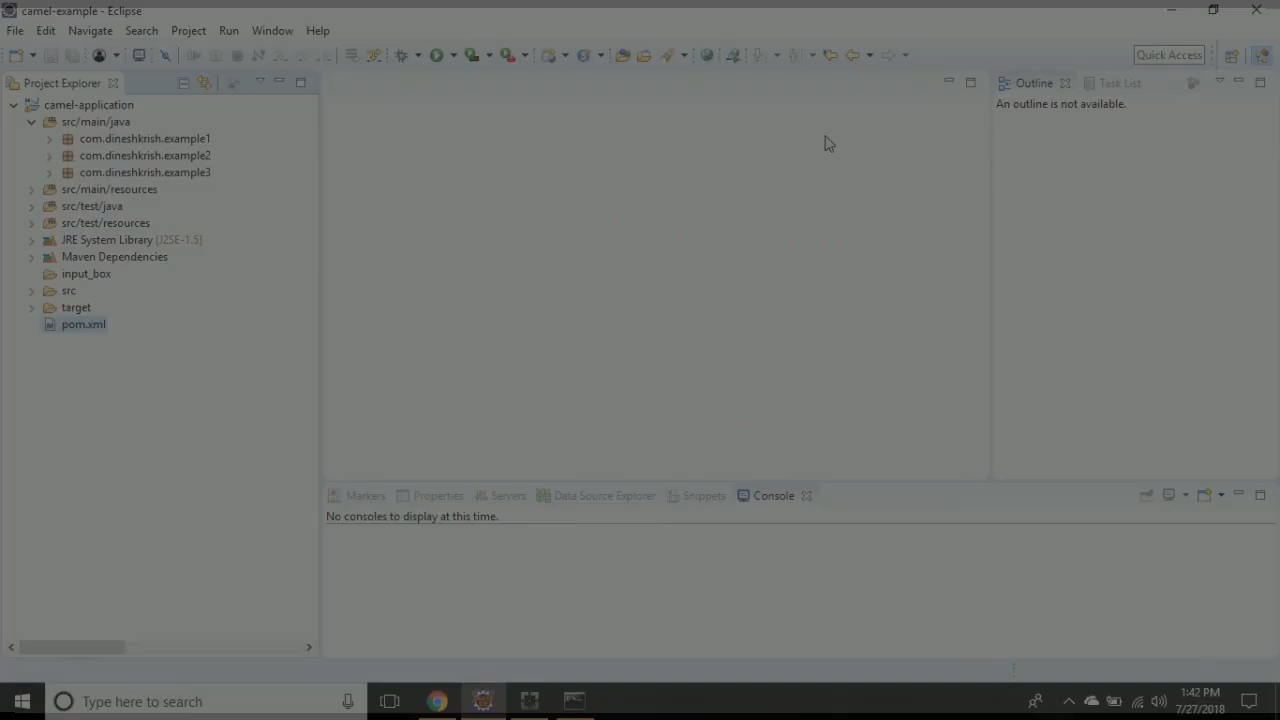 camel-example - Eclipse
File Edit Navigate Search Project Run Window Help
Quick Access
Project Explorer
Outline
Task List
camel-application
An outline is not available.
src/main/java
com.dineshkrish.example1
com.dineshkrish.example2
com.dineshkrish.example3
src/main/resources
src/test/java
src/test/resources
JRE System Library [J2SE-1.5]
Maven Dependencies
input_box
src
target
pom.xml
Markers Properties Servers Data Source Explorer Snippets Console
No consoles to display at this time.
Type here to search
1:42 PM
7/27/2018